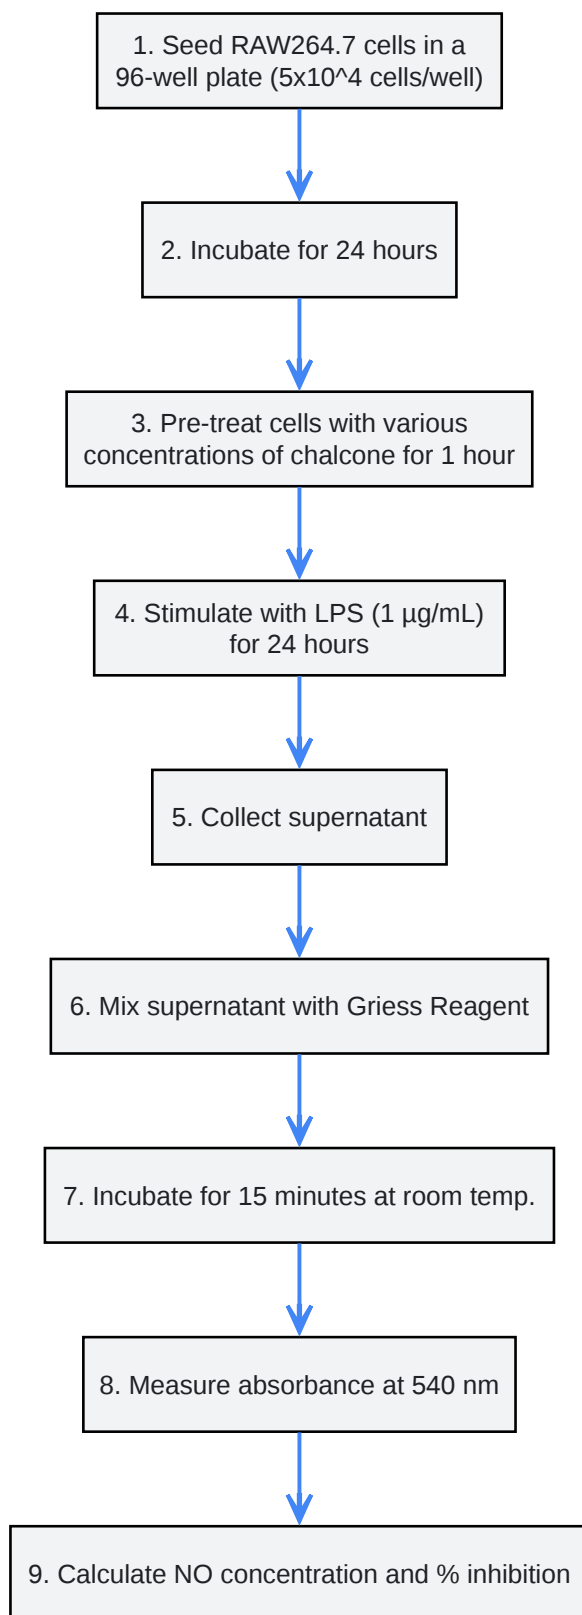 1. Seed RAW264.7 cells in a
96-well plate (5x10^4 cells/well)
2. Incubate for 24 hours
3. Pre-treat cells with various
concentrations of chalcone for 1 hour
4. Stimulate with LPS (1 µg/mL)
for 24 hours
5. Collect supernatant
6. Mix supernatant with Griess Reagent
7. Incubate for 15 minutes at room temp.
8. Measure absorbance at 540 nm
9. Calculate NO concentration and % inhibition